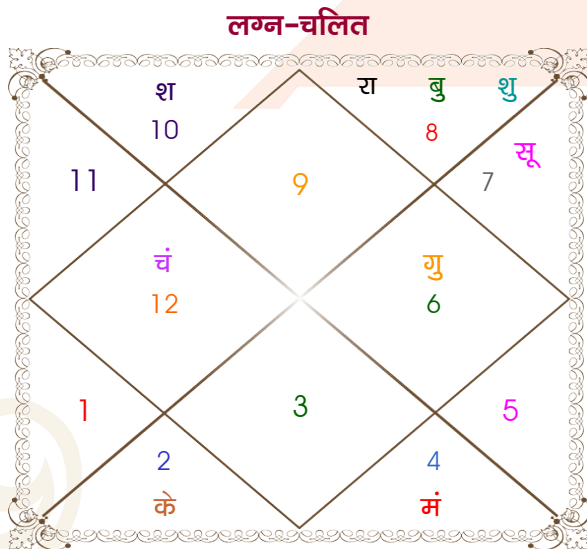 लग्न-चलित
श रा बु शु
10 8
सू
11 9 7
चं गु
12 6
1 3 5
2 4
के मं